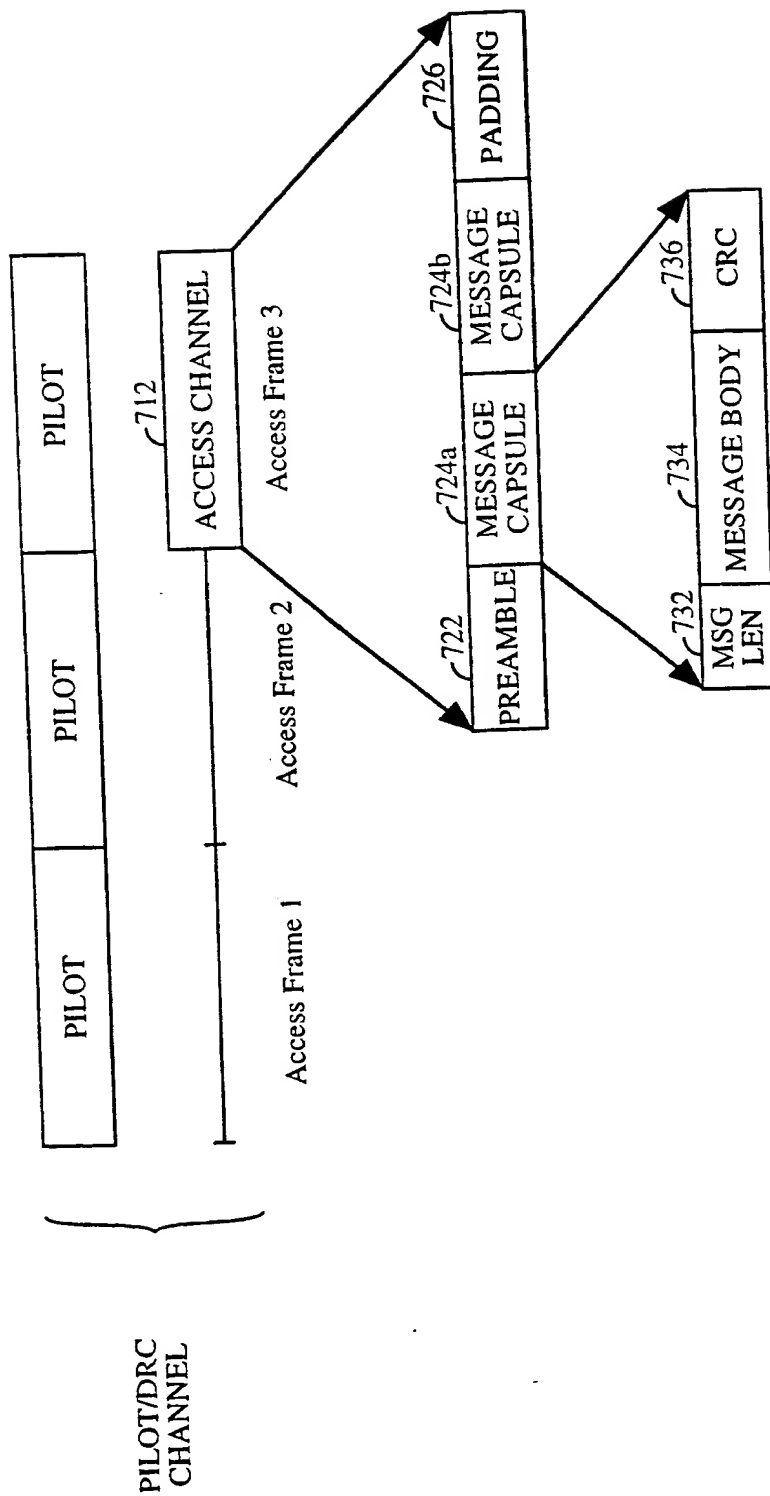 PILOT/DRC
CHANNEL
PILOT
PILOT
PILOT
712
ACCESS CHANNEL
Access Frame 1
Access Frame 2
Access Frame 3
722
724a
724b
726
PREAMBLE
MESSAGE
CAPSULE
MESSAGE
CAPSULE
PADDING
732
734
736
MSG
LEN
MESSAGE BODY
CRC